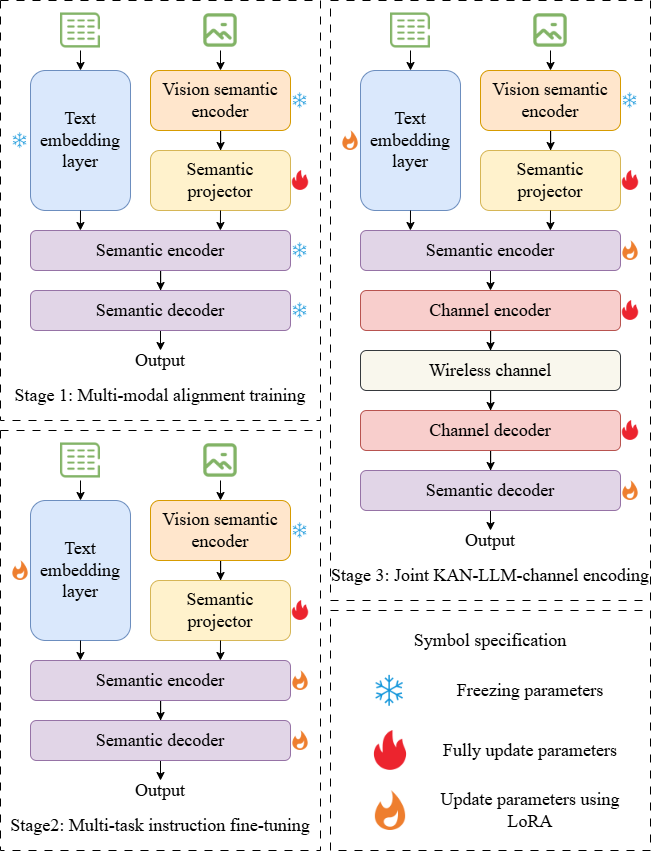 Text
embedding
layer
Vision semantic
encoder
Semantic
projector
Semantic encoder
Semantic decoder
Output
Stage 1: Multi-modal alignment training
Text
embedding
layer
Vision semantic
encoder
Semantic
projector
Semantic encoder
Semantic decoder
Output
Stage2: Multi-task instruction fine-tuning
Text
embedding
layer
Vision semantic
encoder
Semantic
projector
Semantic encoder
Channel encoder
Wireless channel
Channel decoder
Semantic decoder
Output
Stage 3: Joint KAN-LLM-channel encoding
Symbol specification
Freezing parameters
Fully update parameters
Update parameters using
LoRA